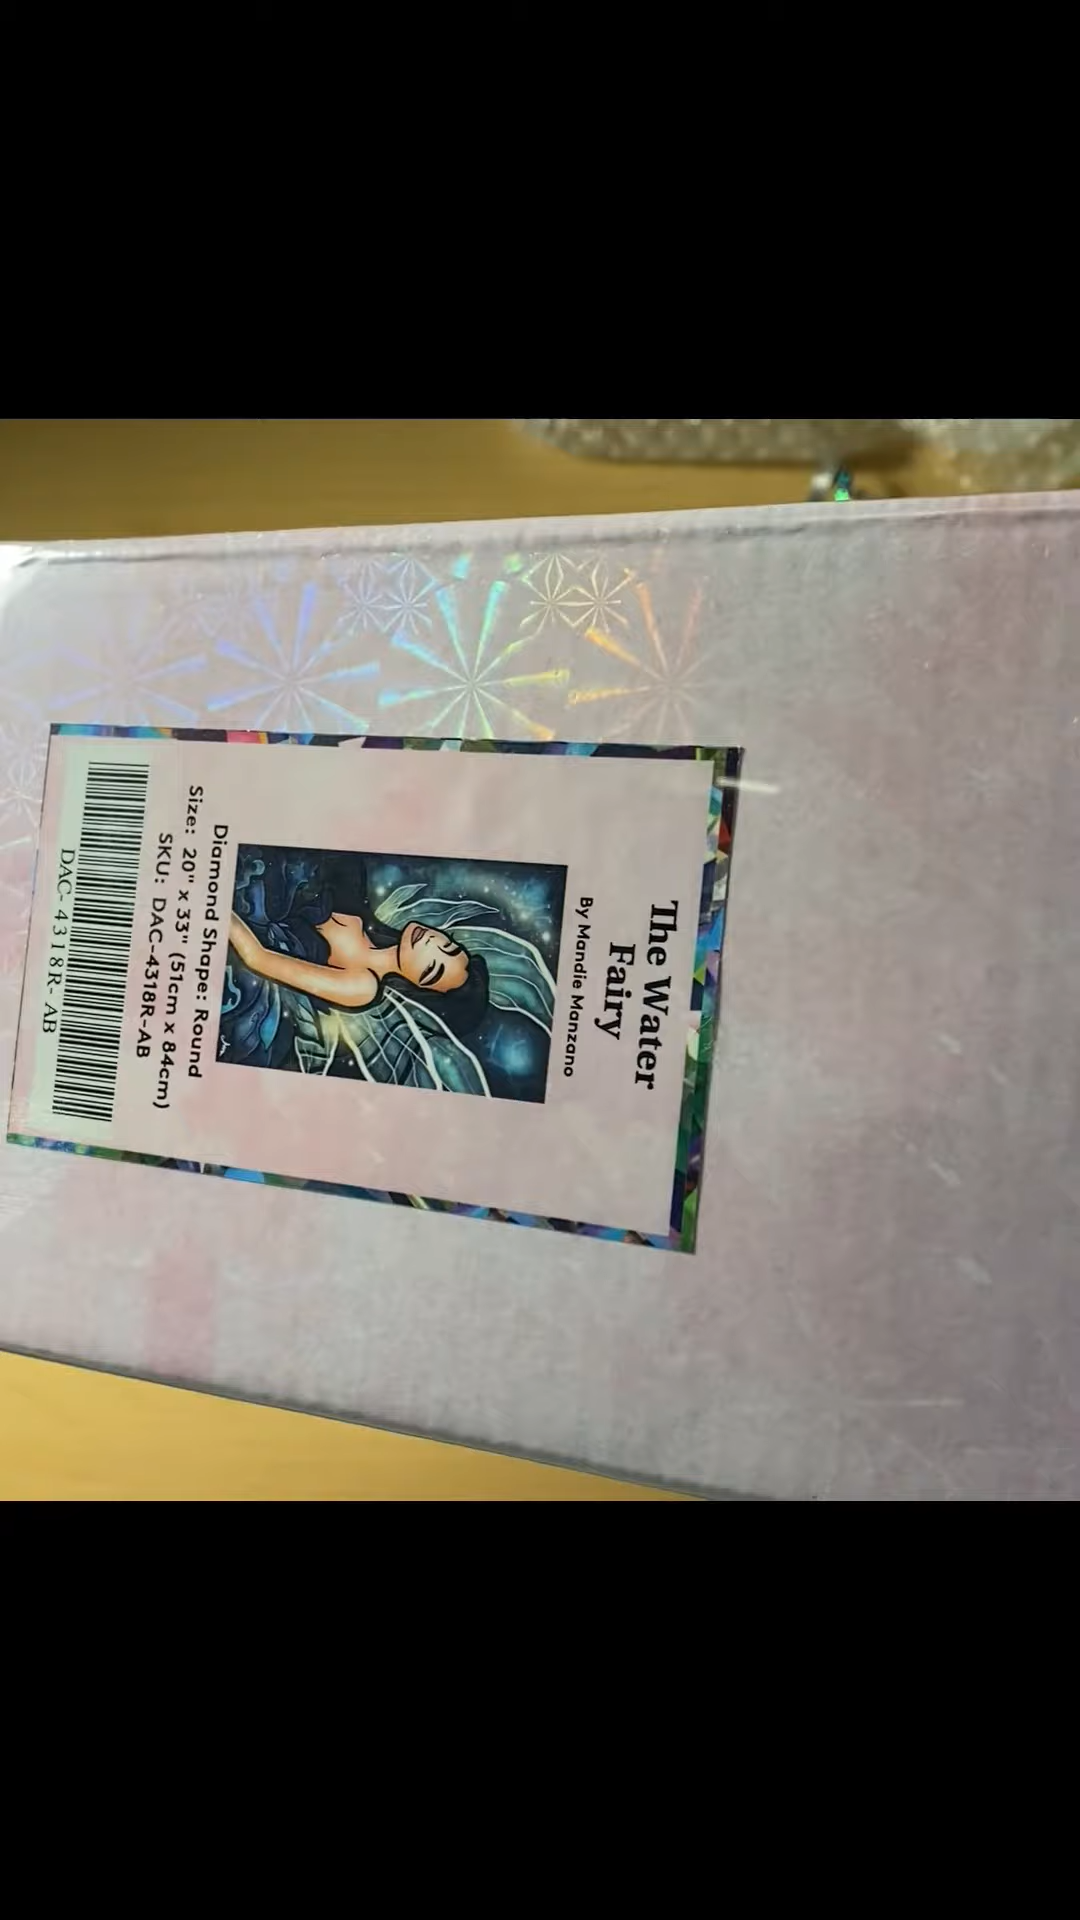 The Water
Fairy
By Mandie Manzano
Diamond Shape: Round
Size: 20" x 33" (51cm x 84cm)
SKU: DAC-4318R-AB
DAC- 4318R- AB